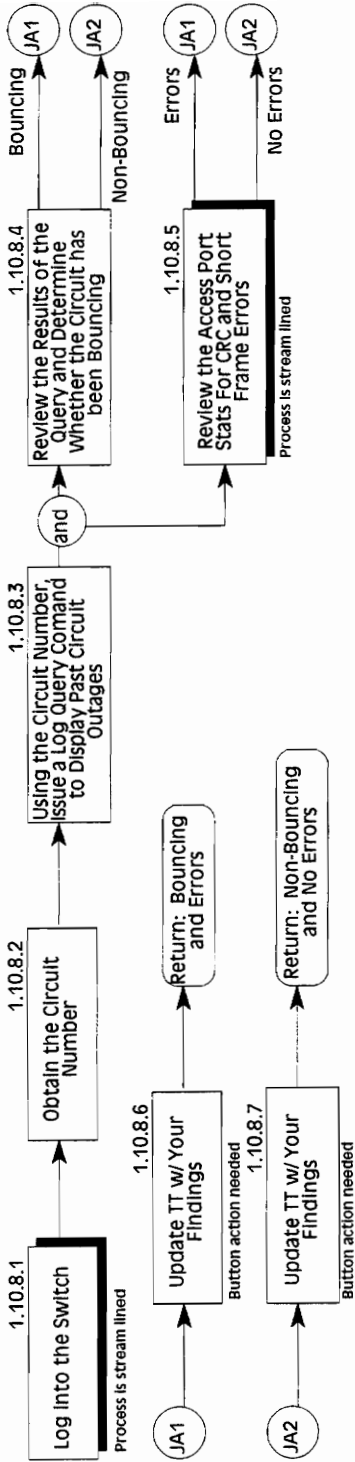 1.10.8.1
Log Into the Switch
Process is stream lined
1.10.8.2
Obtain the Circuit
Number
1.10.8.3
Using the Circuit Number,
Issue a Log Query Comand
to Display Past Circuit
Outages
and
1.10.8.4
Review the Results of the
Query and Determine
Whether the Circuit has
been Bouncing
Bouncing
JA1
Non-Bouncing
JA2
1.10.8.5
Review the Access Port
Stats For CRC and Short
Frame Errors
Process is stream lined
Errors
JA1
No Errors
JA2
JA1
1.10.8.6
Update TT w/ Your
Findings
Button action needed
Return: Bouncing
and Errors
JA2
1.10.8.7
Update TT w/ Your
Findings
Button action needed
Return: Non-Bouncing
and No Errors